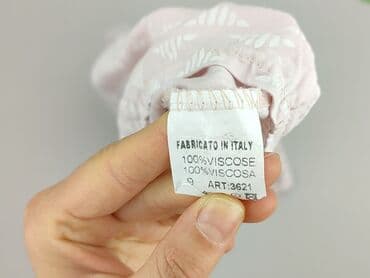 FABRICATO IN ITALY
100%VISCOSE
100%VISCOSA
ART:3621